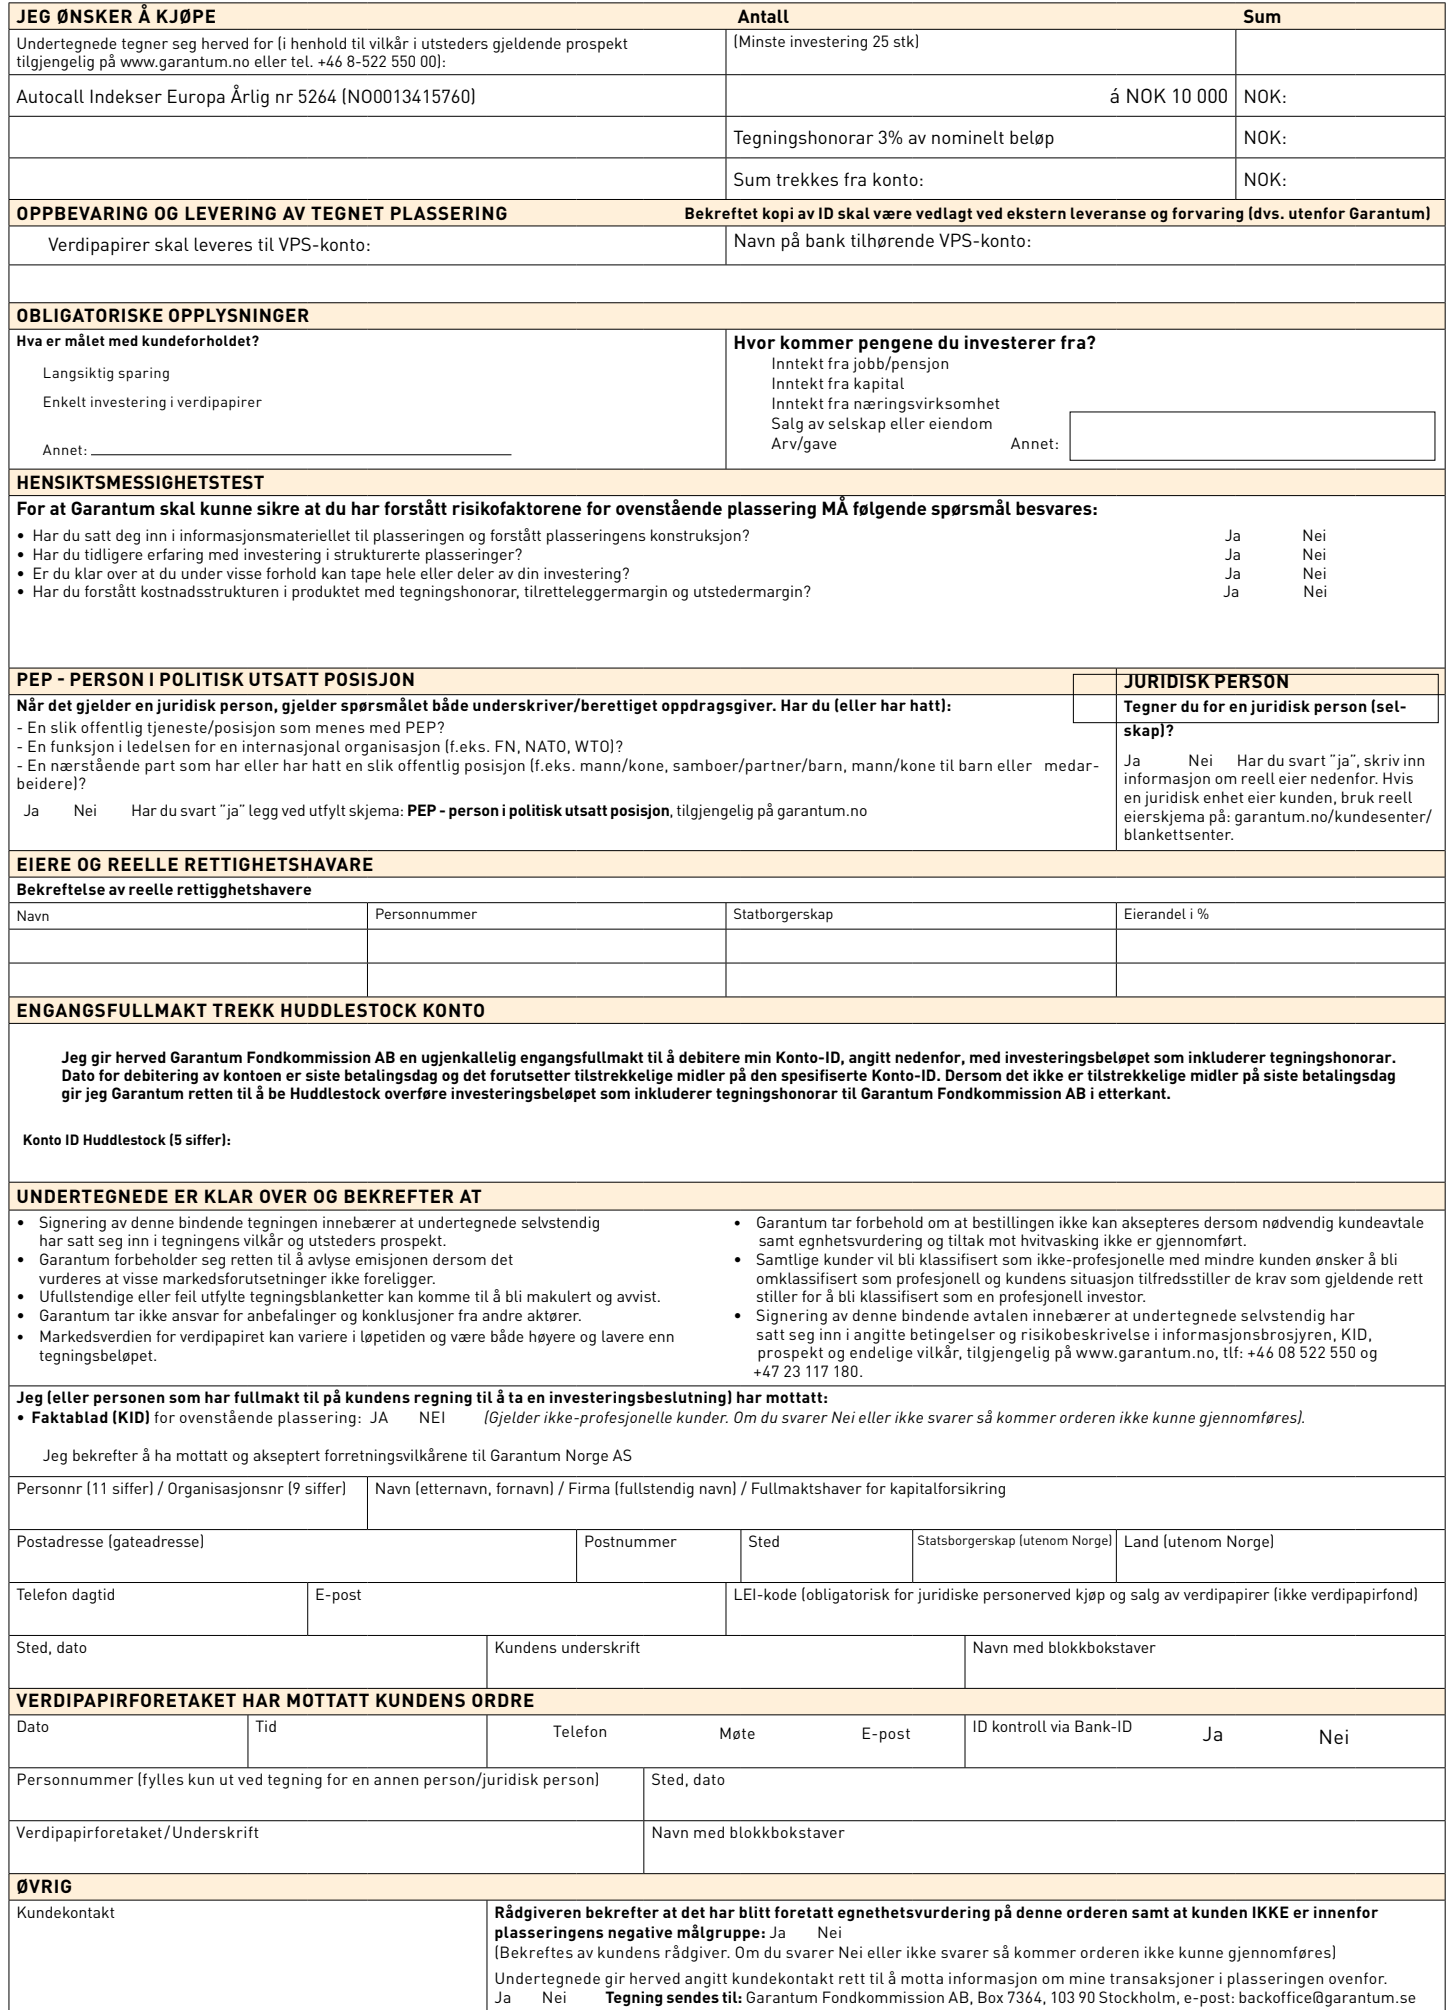 JEG ØNSKER Å KJØPE Antall Sum
Undertegnede tegner seg herved for (i henhold til vilkår i utsteders gjeldende prospekt
tilgjengelig på www.garantum.no eller tel. +46 8-522 550 00):
(Minste investering 25 stk)
Autocall Indekser Europa Årlig nr 5264 (NO0013415760) á NOK 10 000 NOK:
Tegningshonorar 3% av nominelt beløp NOK:
Sum trekkes fra konto: NOK:
OPPBEVARING OG LEVERING AV TEGNET PLASSERING Bekreftet kopi av ID skal være vedlagt ved ekstern leveranse og forvaring (dvs. utenfor Garantum)
Verdipapirer skal leveres til VPS-konto: Navn på bank tilhørende VPS-konto:
OBLIGATORISKE OPPLYSNINGER
Hva er målet med kundeforholdet?
Langsiktig sparing
Enkelt investering i verdipapirer
Annet:
Hvor kommer pengene du investerer fra?
Inntekt fra jobb/pensjon
Inntekt fra kapital
Inntekt fra næringsvirksomhet
Salg av selskap eller eiendom
Arv/gave Annet:
HENSIKTSMESSIGHETSTEST
For at Garantum skal kunne sikre at du har forstått risikofaktorene for ovenstående plassering MÅ følgende spørsmål besvares:
• Har du satt deg inn i informasjonsmateriellet til plasseringen og forstått plasseringens konstruksjon? Ja Nei
• Har du tidligere erfaring med investering i strukturerte plasseringer? Ja Nei
• Er du klar over at du under visse forhold kan tape hele eller deler av din investering? Ja Nei
• Har du forstått kostnadsstrukturen i produktet med tegningshonorar, tilretteleggermargin og utstedermargin? Ja Nei
PEP - PERSON I POLITISK UTSATT POSISJON
Når det gjelder en juridisk person, gjelder spørsmålet både underskriver/berettiget oppdragsgiver. Har du (eller har hatt):
- En slik offentlig tjeneste/posisjon som menes med PEP?
- En funksjon i ledelsen for en internasjonal organisasjon (f.eks. FN, NATO, WTO)?
- En nærstående part som har eller har hatt en slik offentlig posisjon (f.eks. mann/kone, samboer/partner/barn, mann/kone til barn eller medar-
beidere)?
Ja Nei Har du svart ”ja” legg ved utfylt skjema: PEP - person i politisk utsatt posisjon, tilgjengelig på garantum.no
JURIDISK PERSON
Tegner du for en juridisk person (sel-
skap)?
Ja Nei Har du svart ”ja”, skriv inn
informasjon om reell eier nedenfor. Hvis
en juridisk enhet eier kunden, bruk reell
eierskjema på: garantum.no/kundesenter/
blankettsenter.
EIERE OG REELLE RETTIGHETSHAVARE
Bekreftelse av reelle rettigghetshavere
Navn Personnummer Statborgerskap Eierandel i %
ENGANGSFULLMAKT TREKK HUDDLESTOCK KONTO
Jeg gir herved Garantum Fondkommission AB en ugjenkallelig engangsfullmakt til å debitere min Konto-ID, angitt nedenfor, med investeringsbeløpet som inkluderer tegningshonorar.
Dato for debitering av kontoen er siste betalingsdag og det forutsetter tilstrekkelige midler på den spesifiserte Konto-ID. Dersom det ikke er tilstrekkelige midler på siste betalingsdag
gir jeg Garantum retten til å be Huddlestock overføre investeringsbeløpet som inkluderer tegningshonorar til Garantum Fondkommission AB i etterkant.
Konto ID Huddlestock (5 siffer):
UNDERTEGNEDE ER KLAR OVER OG BEKREFTER AT
• Signering av denne bindende tegningen innebærer at undertegnede selvstendig
har satt seg inn i tegningens vilkår og utsteders prospekt.
• Garantum forbeholder seg retten til å avlyse emisjonen dersom det
vurderes at visse markedsforutsetninger ikke foreligger.
• Ufullstendige eller feil utfylte tegningsblanketter kan komme til å bli makulert og avvist.
• Garantum tar ikke ansvar for anbefalinger og konklusjoner fra andre aktører.
• Markedsverdien for verdipapiret kan variere i løpetiden og være både høyere og lavere enn
tegningsbeløpet.
• Garantum tar forbehold om at bestillingen ikke kan aksepteres dersom nødvendig kundeavtale
samt egnhetsvurdering og tiltak mot hvitvasking ikke er gjennomført.
• Samtlige kunder vil bli klassifisert som ikke-profesjonelle med mindre kunden ønsker å bli
omklassifisert som profesjonell og kundens situasjon tilfredsstiller de krav som gjeldende rett
stiller for å bli klassifisert som en profesjonell investor.
• Signering av denne bindende avtalen innebærer at undertegnede selvstendig har
satt seg inn i angitte betingelser og risikobeskrivelse i informasjonsbrosjyren, KID,
prospekt og endelige vilkår, tilgjengelig på www.garantum.no, tlf: +46 08 522 550 og
+47 23 117 180.
Jeg (eller personen som har fullmakt til på kundens regning til å ta en investeringsbeslutning) har mottatt:
• Faktablad (KID) for ovenstående plassering: JA NEI (Gjelder ikke-profesjonelle kunder. Om du svarer Nei eller ikke svarer så kommer orderen ikke kunne gjennomføres).
Jeg bekrefter å ha mottatt og akseptert forretningsvilkårene til Garantum Norge AS
Personnr (11 siffer) / Organisasjonsnr (9 siffer) Navn (etternavn, fornavn) / Firma (fullstendig navn) / Fullmaktshaver for kapitalforsikring
Postadresse (gateadresse) Postnummer Sted Statsborgerskap (utenom Norge) Land (utenom Norge)
Telefon dagtid E-post LEI-kode (obligatorisk for juridiske personerved kjøp og salg av verdipapirer (ikke verdipapirfond)
Sted, dato Kundens underskrift Navn med blokkbokstaver
VERDIPAPIRFORETAKET HAR MOTTATT KUNDENS ORDRE
Dato Tid Telefon Møte E-post ID kontroll via Bank-ID Ja Nei
Personnummer (fylles kun ut ved tegning for en annen person/juridisk person) Sted, dato
Verdipapirforetaket/Underskrift Navn med blokkbokstaver
ØVRIG
Kundekontakt
Rådgiveren bekrefter at det har blitt foretatt egnethetsvurdering på denne orderen samt at kunden IKKE er innenfor
plasseringens negative målgruppe: Ja Nei
(Bekreftes av kundens rådgiver. Om du svarer Nei eller ikke svarer så kommer orderen ikke kunne gjennomføres)
Undertegnede gir herved angitt kundekontakt rett til å motta informasjon om mine transaksjoner i plasseringen ovenfor.
Ja Nei Tegning sendes til: Garantum Fondkommission AB, Box 7364, 103 90 Stockholm, e-post: backoffice@garantum.se